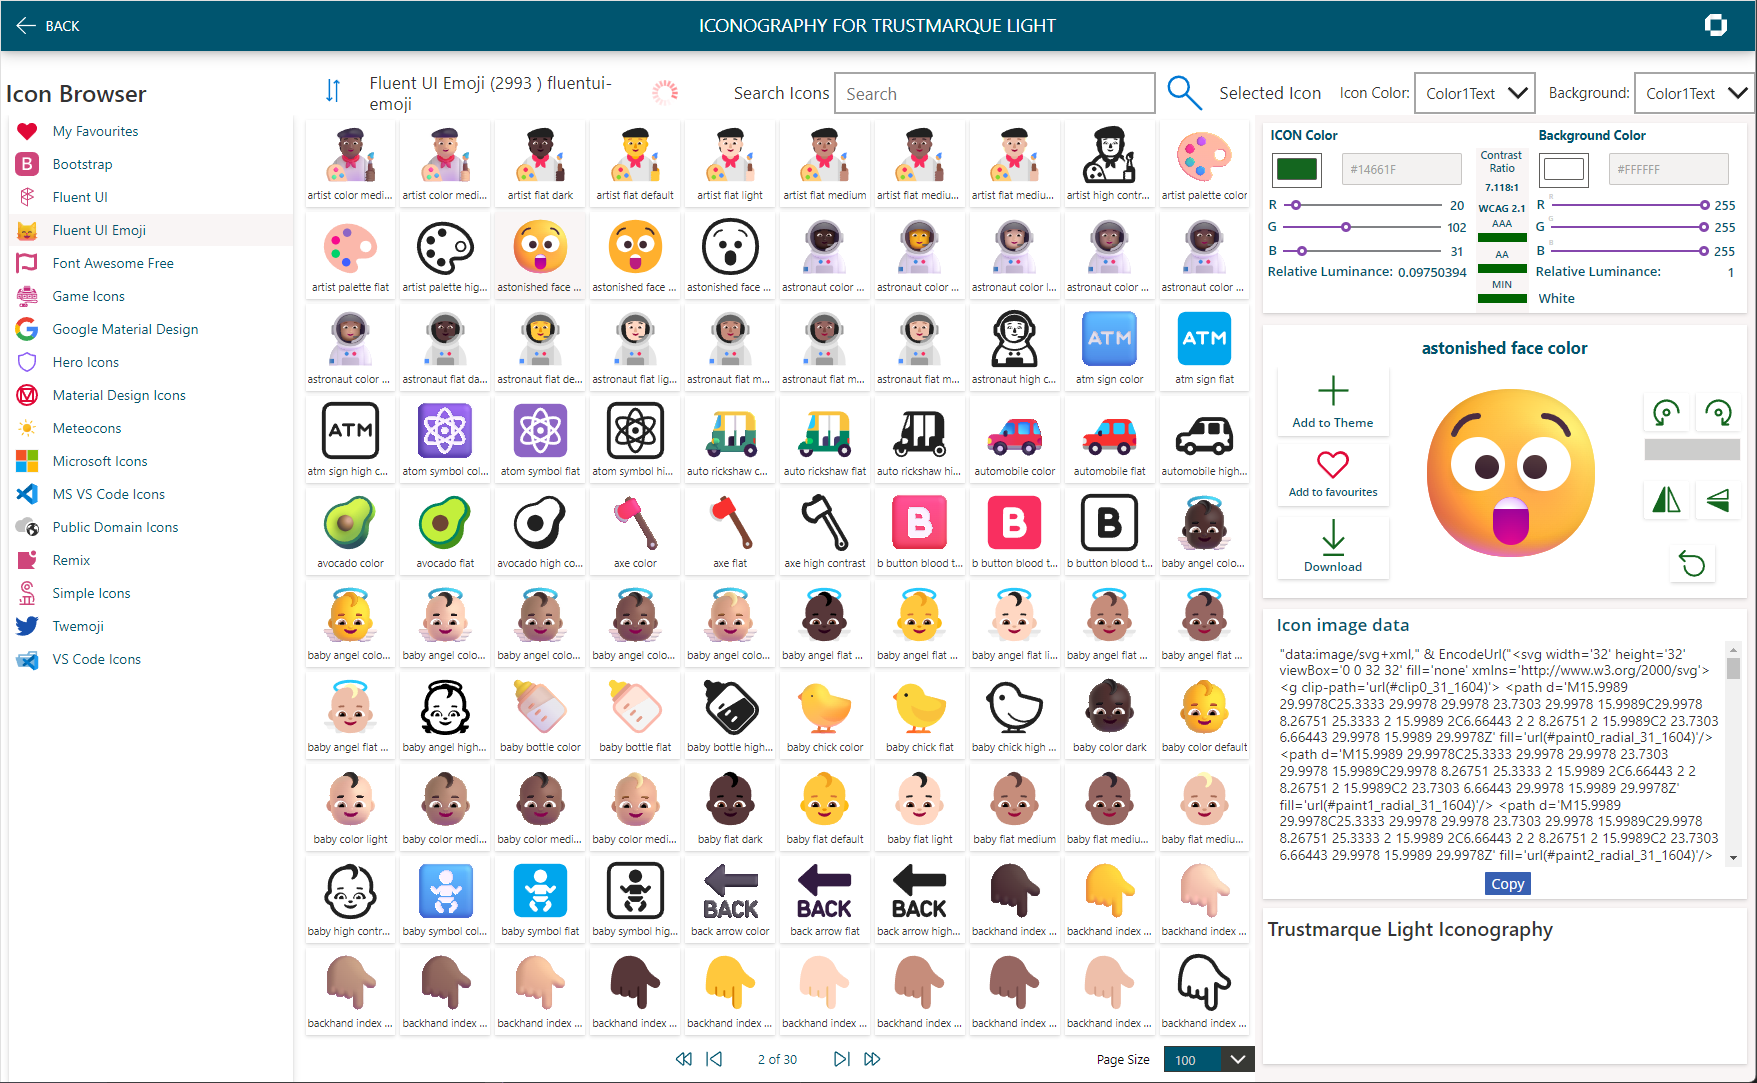 BACK
ICONOGRAPHY FOR TRUSTMARQUE LIGHT
Icon Browser
My Favourites
Bootstrap
Fluent UI
Fluent UI Emoji
Font Awesome Free
Game Icons
Google Material Design
Hero Icons
Material Design Icons
Meteocons
Microsoft Icons
MS VS Code Icons
Public Domain Icons
Remix
Simple Icons
Twemoji
VS Code Icons
Fluent UI Emoji (2993 ) fluentui-
emoji
Search Icons
Search
Selected Icon
Icon Color:
Color1Text
Background:
Color1Text
artist color medi... artist color medi... artist flat dark artist flat default artist flat light artist flat medium artist flat mediu... artist flat mediu... artist high contr... artist palette color
artist palette flat artist palette hig... astonished face ... astonished face ... astonished face ... astronaut color ... astronaut color ... astronaut color l... astronaut color ... astronaut color ...
ATM ATM
astronaut color ... astronaut flat da... astronaut flat de... astronaut flat lig... astronaut flat m... astronaut flat m... astronaut flat m... astronaut high c... atm sign color atm sign flat
ATM
atm sign high c... atom symbol col... atom symbol flat atom symbol hi... auto rickshaw c... auto rickshaw flat auto rickshaw hi... automobile color automobile flat automobile high...
B B B
avocado color avocado flat avocado high co... axe color axe flat axe high contrast b button blood t... b button blood t... b button blood t... baby angel colo...
baby angel colo... baby angel colo... baby angel colo... baby angel colo... baby angel colo... baby angel flat ... baby angel flat ... baby angel flat li... baby angel flat ... baby angel flat ...
baby angel flat ... baby angel high... baby bottle color baby bottle flat baby bottle high... baby chick color baby chick flat baby chick high ... baby color dark baby color default
baby color light baby color medi... baby color medi... baby color medi... baby flat dark baby flat default baby flat light baby flat medium baby flat mediu... baby flat mediu...
BACK BACK BACK
baby high contr... baby symbol col... baby symbol flat baby symbol hig... back arrow color back arrow flat back arrow high... backhand index ... backhand index ... backhand index ...
backhand index ... backhand index ... backhand index ... backhand index ... backhand index ... backhand index ... backhand index ... backhand index ... backhand index ... backhand index ...
2 of 30
Page Size
100
ICON Color
#14661F
R 20
G 102
B 31
Relative Luminance: 0.09750394
Contrast
Ratio
7.118:1
WCAG 2.1
AAA
AA
MIN
Background Color
#FFFFFF
R 255
G 255
B 255
Relative Luminance: 1
White
astonished face color
Add to Theme
Add to favourites
Download
Icon image data
"data:image/svg+xml," & EncodeUrl("<svg width='32' height='32'
viewBox='0 0 32 32' fill='none' xmlns='http://www.w3.org/2000/svg'>
<g clip-path='url(#clip0_31_1604)'> <path d='M15.9989
29.9978C25.3333 29.9978 29.9978 23.7303 29.9978 15.9989C29.9978
8.26751 25.3333 2 15.9989 2C6.66443 2 2 8.26751 2 15.9989C2 23.7303
6.66443 29.9978 15.9989 29.9978Z' fill='url(#paint0_radial_31_1604)'/>
<path d='M15.9989 29.9978C25.3333 29.9978 29.9978 23.7303
29.9978 15.9989C29.9978 8.26751 25.3333 2 15.9989 2C6.66443 2 2
8.26751 2 15.9989C2 23.7303 6.66443 29.9978 15.9989 29.9978Z'
fill='url(#paint1_radial_31_1604)'/> <path d='M15.9989
29.9978C25.3333 29.9978 29.9978 23.7303 29.9978 15.9989C29.9978
8.26751 25.3333 2 15.9989 2C6.66443 2 2 8.26751 2 15.9989C2 23.7303
6.66443 29.9978 15.9989 29.9978Z' fill='url(#paint2_radial_31_1604)'/>
Copy
Trustmarque Light Iconography